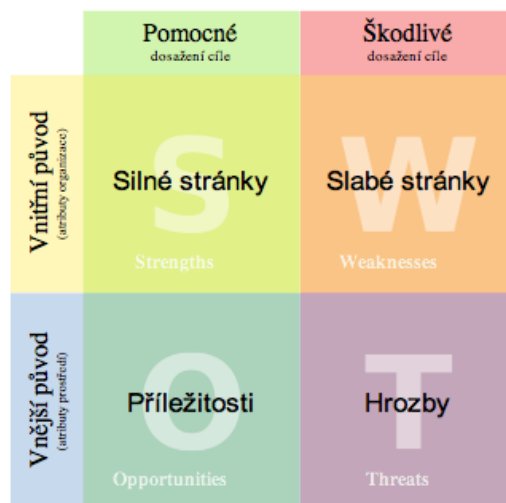 Pomocné
dosažení cíle
Škodlivé
dosažení cíle
Vnitřní původ
(atributy organizace)
S
Silné stránky
Strengths
W
Slabé stránky
Weaknesses
Vnější původ
(atributy prostředí)
O
Příležitosti
Opportunities
T
Hrozby
Threats